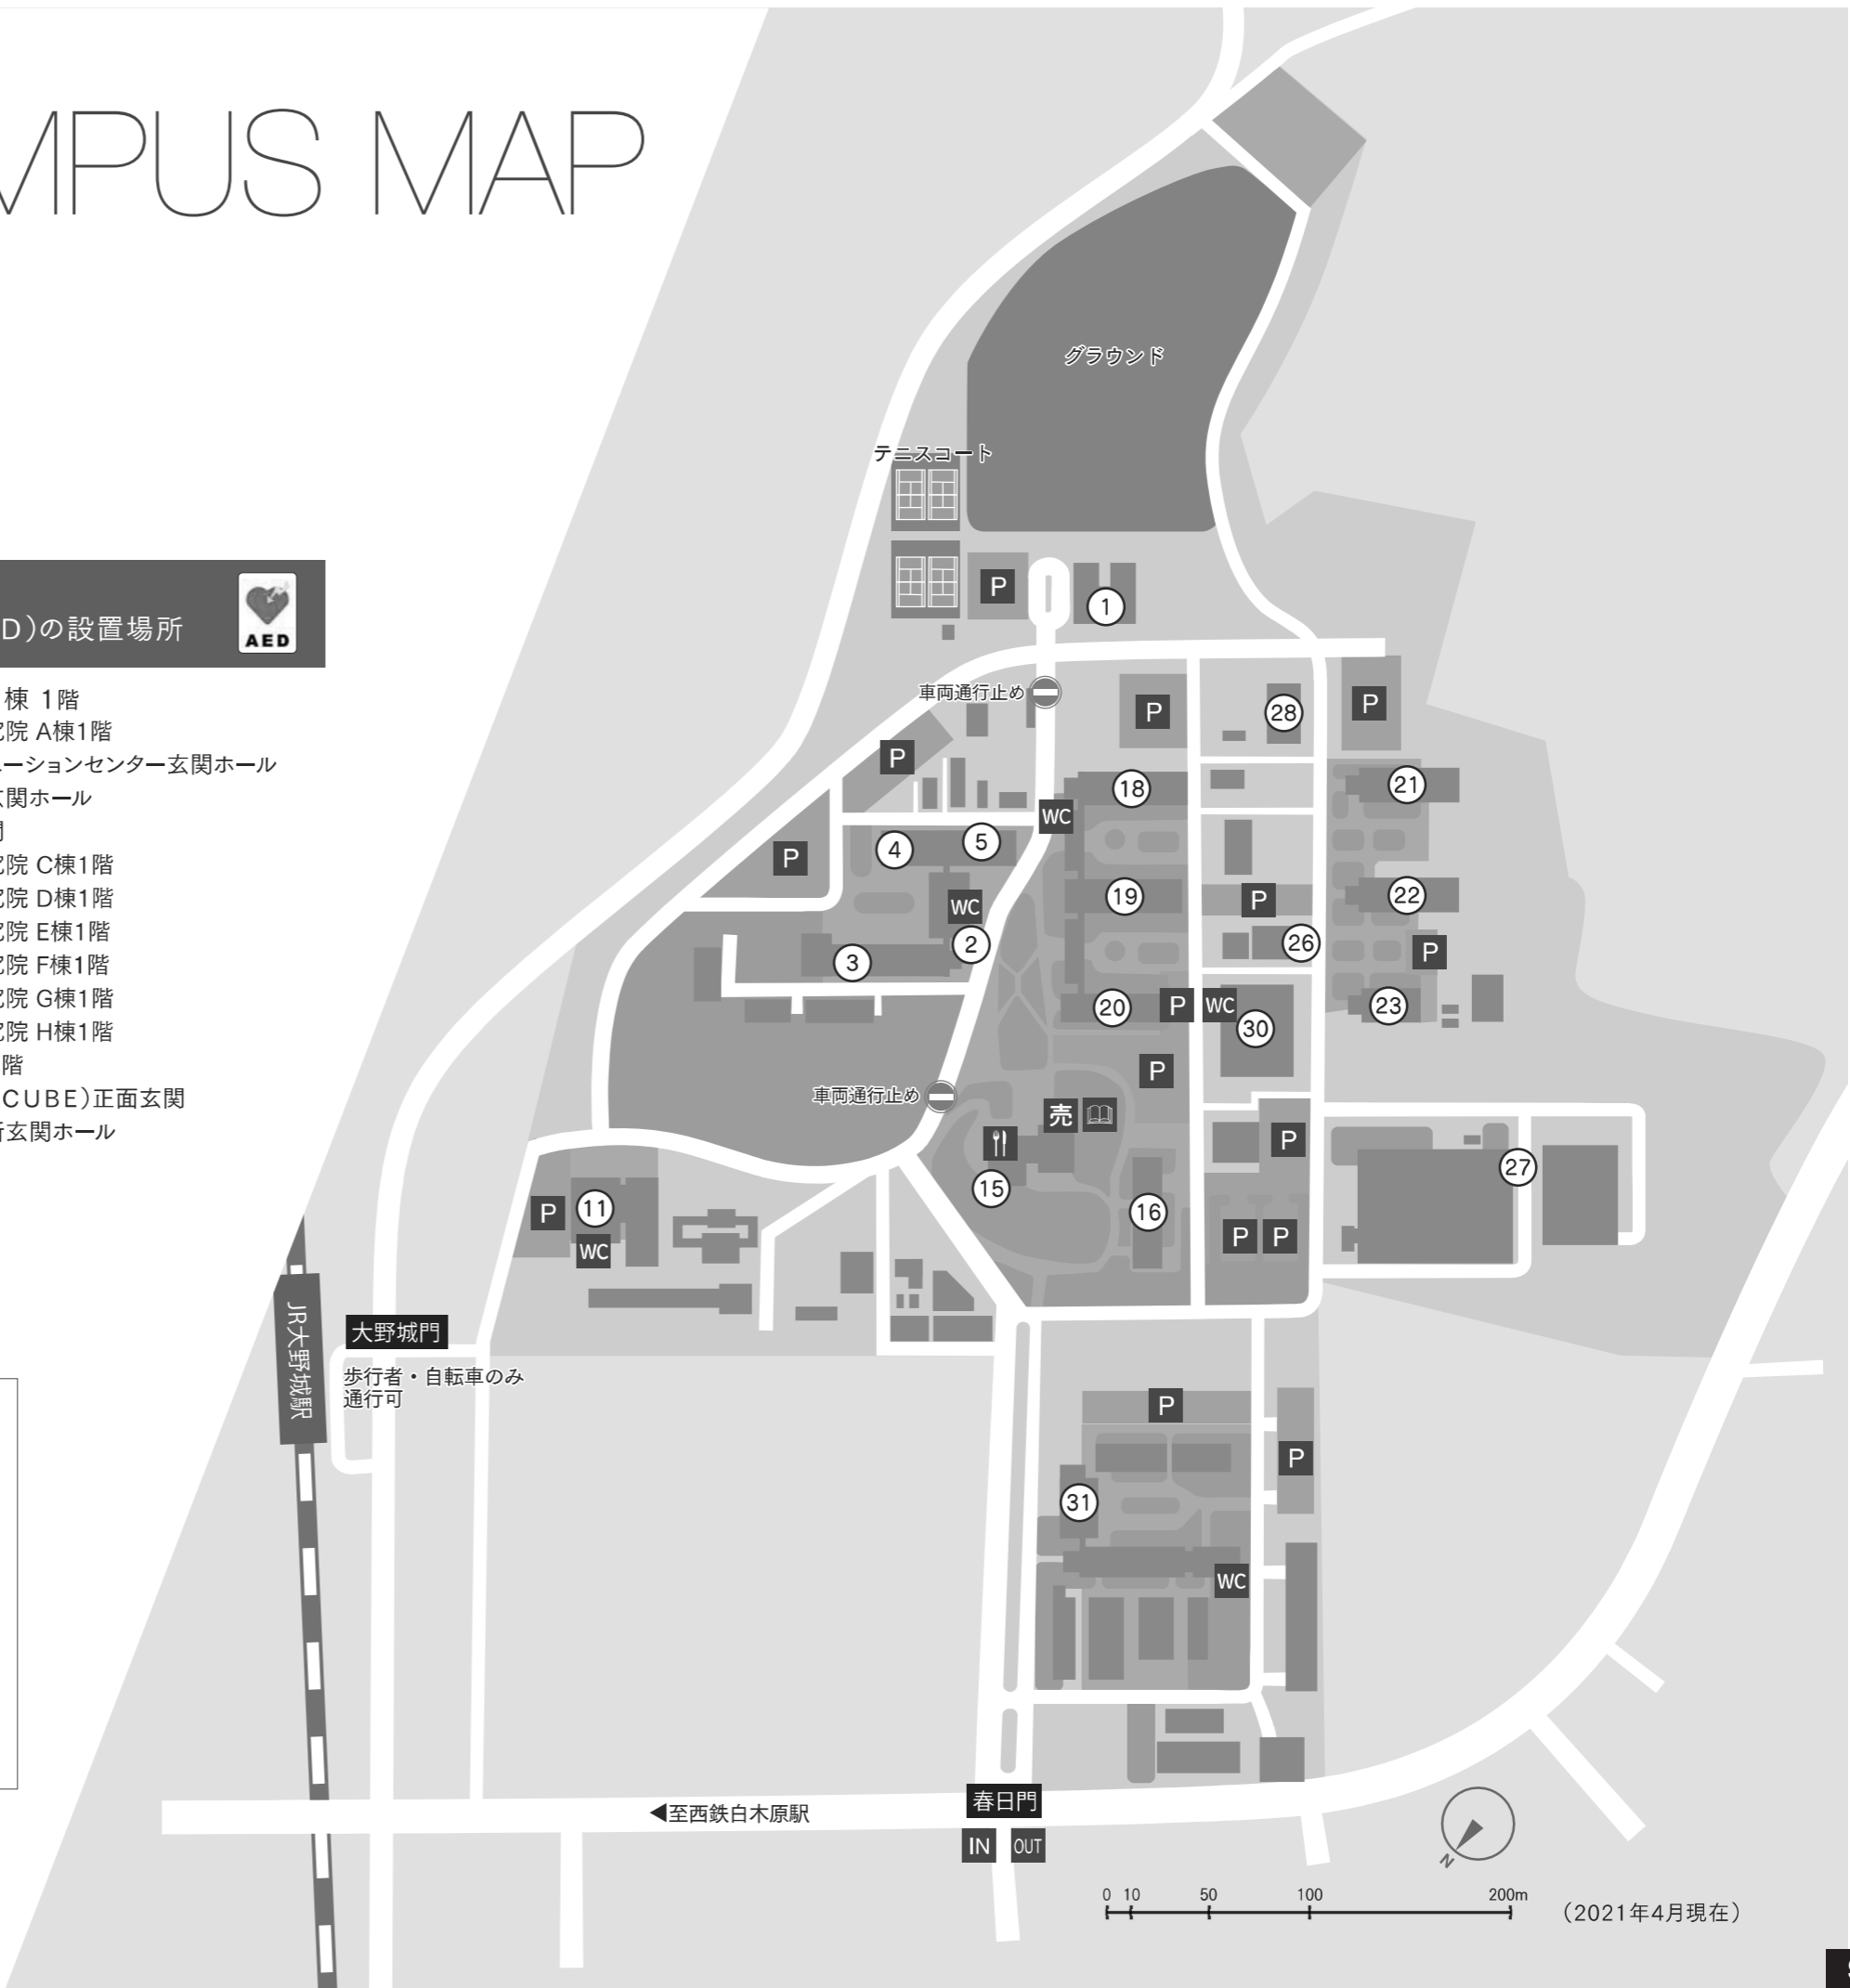 MPUS MAP
D）の設置場所
AED
棟 1階
院 A棟1階
ーションセンター玄関ホール
関ホール
院 C棟1階
院 D棟1階
院 E棟1階
院 F棟1階
院 G棟1階
院 H棟1階
階
CUBE）正面玄関
玄関ホール
グラウンド
テニスコート
P
1
車両通行止め
P
28
P
P
18
21
WC
4
5
P
19
22
P
WC
2
26
P
3
20
P
WC
23
30
P
車両通行止め
売
P
27
15
P
11
16
WC
P
P
JR大野城駅
大野城門
歩行者・自転車のみ
通行可
P
P
31
WC
春日門
◀至西鉄白木原駅
IN
OUT
N
0 10 50 100 200m
（2021年4月現在）